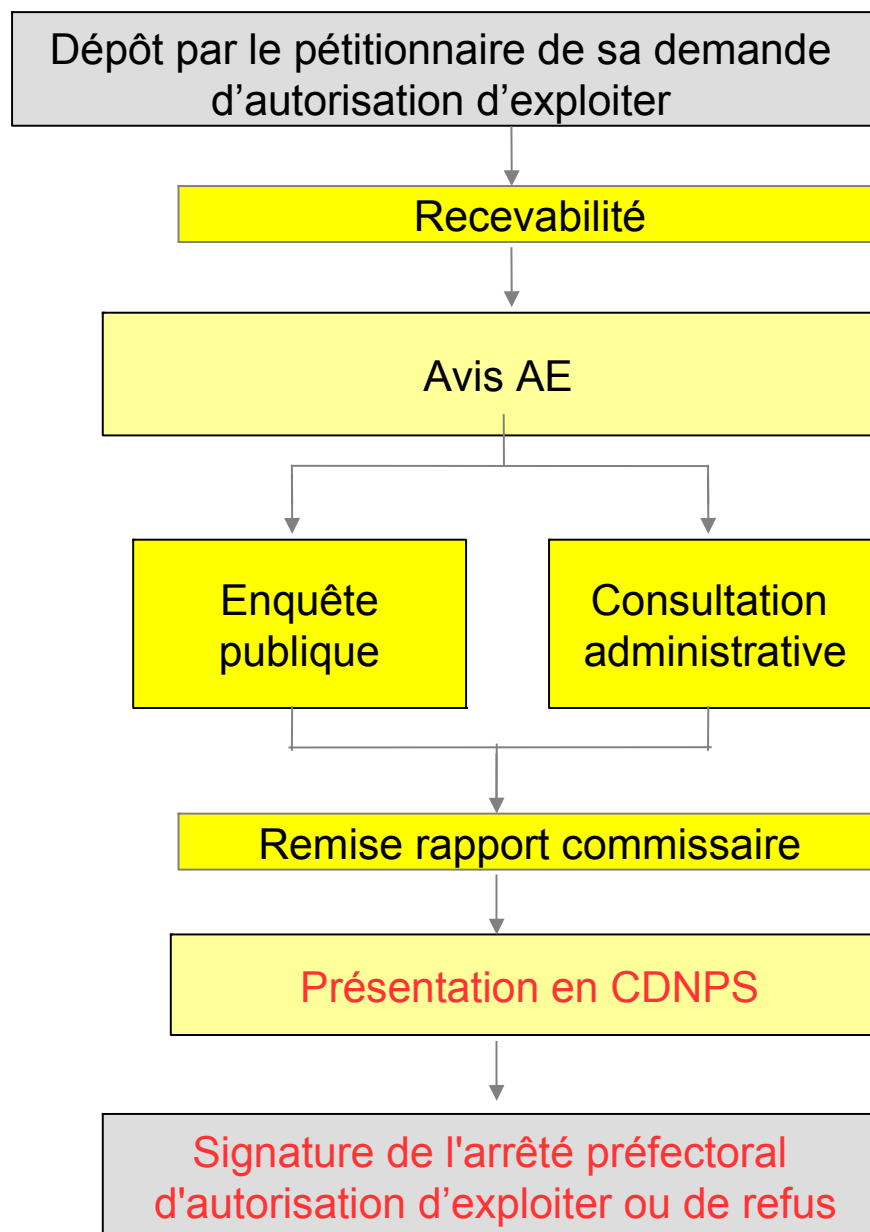 Dépôt par le pétitionnaire de sa demande
d’autorisation d’exploiter
Recevabilité
Avis AE
Enquête
publique
Consultation
administrative
Remise rapport commissaire
Présentation en CDNPS
Signature de l'arrêté préfectoral
d'autorisation d’exploiter ou de refus